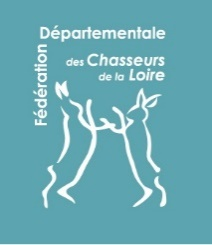 Fédération
Départementale
des Chasseurs
de la Loire